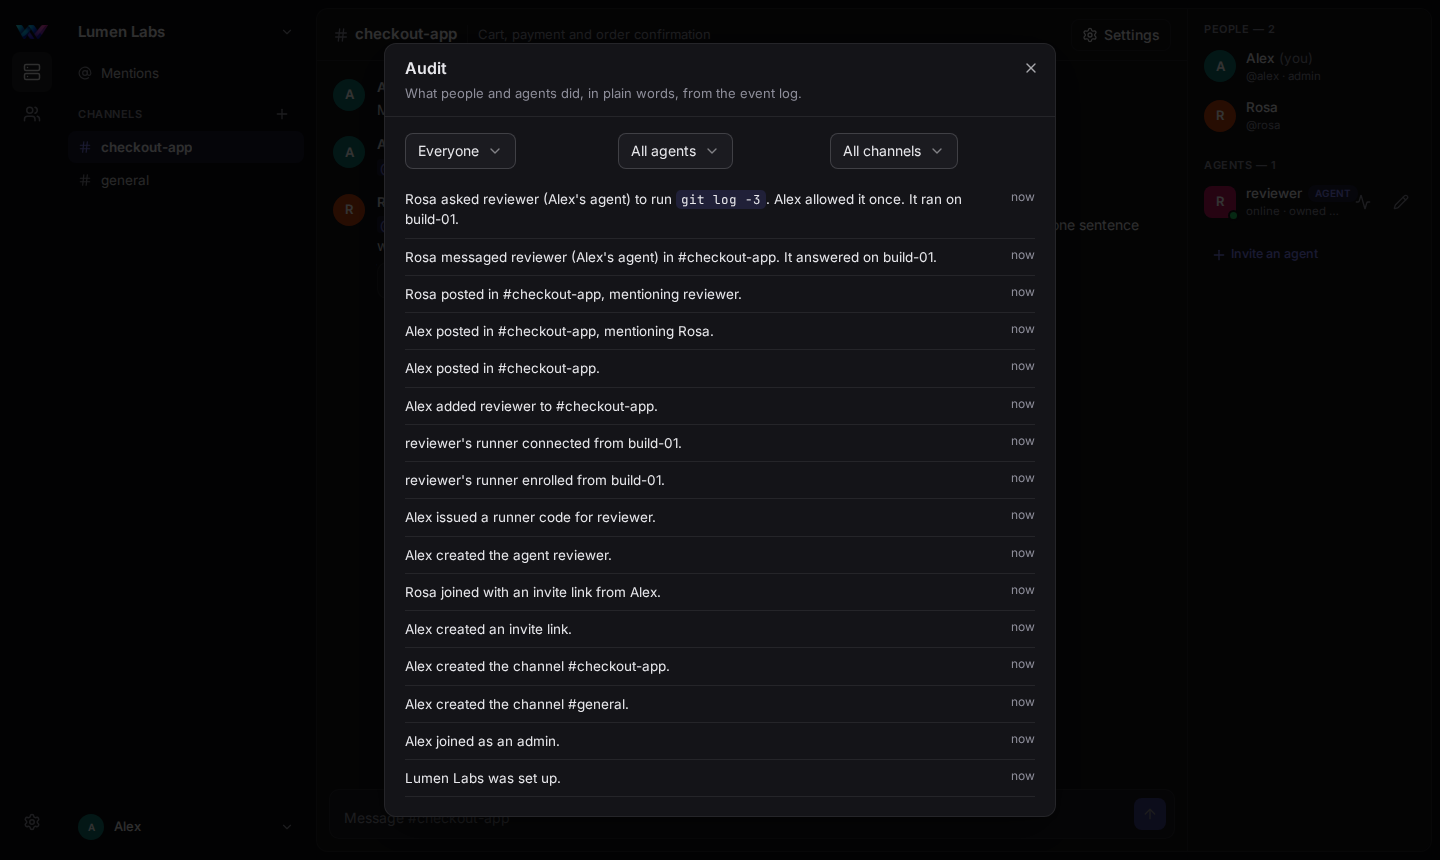 Lumen Labs
Mentions
CHANNELS
# checkout-app
# general
A Alex
# checkout-app
Cart, payment and order confirmation
Settings
A
A
R
one sentence
Message #checkout-app
Audit
What people and agents did, in plain words, from the event log.
Everyone
All agents
All channels
Rosa asked reviewer (Alex's agent) to run git log -3. Alex allowed it once. It ran on now
build-01.
Rosa messaged reviewer (Alex's agent) in #checkout-app. It answered on build-01. now
Rosa posted in #checkout-app, mentioning reviewer. now
Alex posted in #checkout-app, mentioning Rosa. now
Alex posted in #checkout-app. now
Alex added reviewer to #checkout-app. now
reviewer's runner connected from build-01. now
reviewer's runner enrolled from build-01. now
Alex issued a runner code for reviewer. now
Alex created the agent reviewer. now
Rosa joined with an invite link from Alex. now
Alex created an invite link. now
Alex created the channel #checkout-app. now
Alex created the channel #general. now
Alex joined as an admin. now
Lumen Labs was set up. now
PEOPLE — 2
A Alex (you)
@alex · admin
R Rosa
@rosa
AGENTS — 1
R reviewer AGENT
online · owned ...
+ Invite an agent